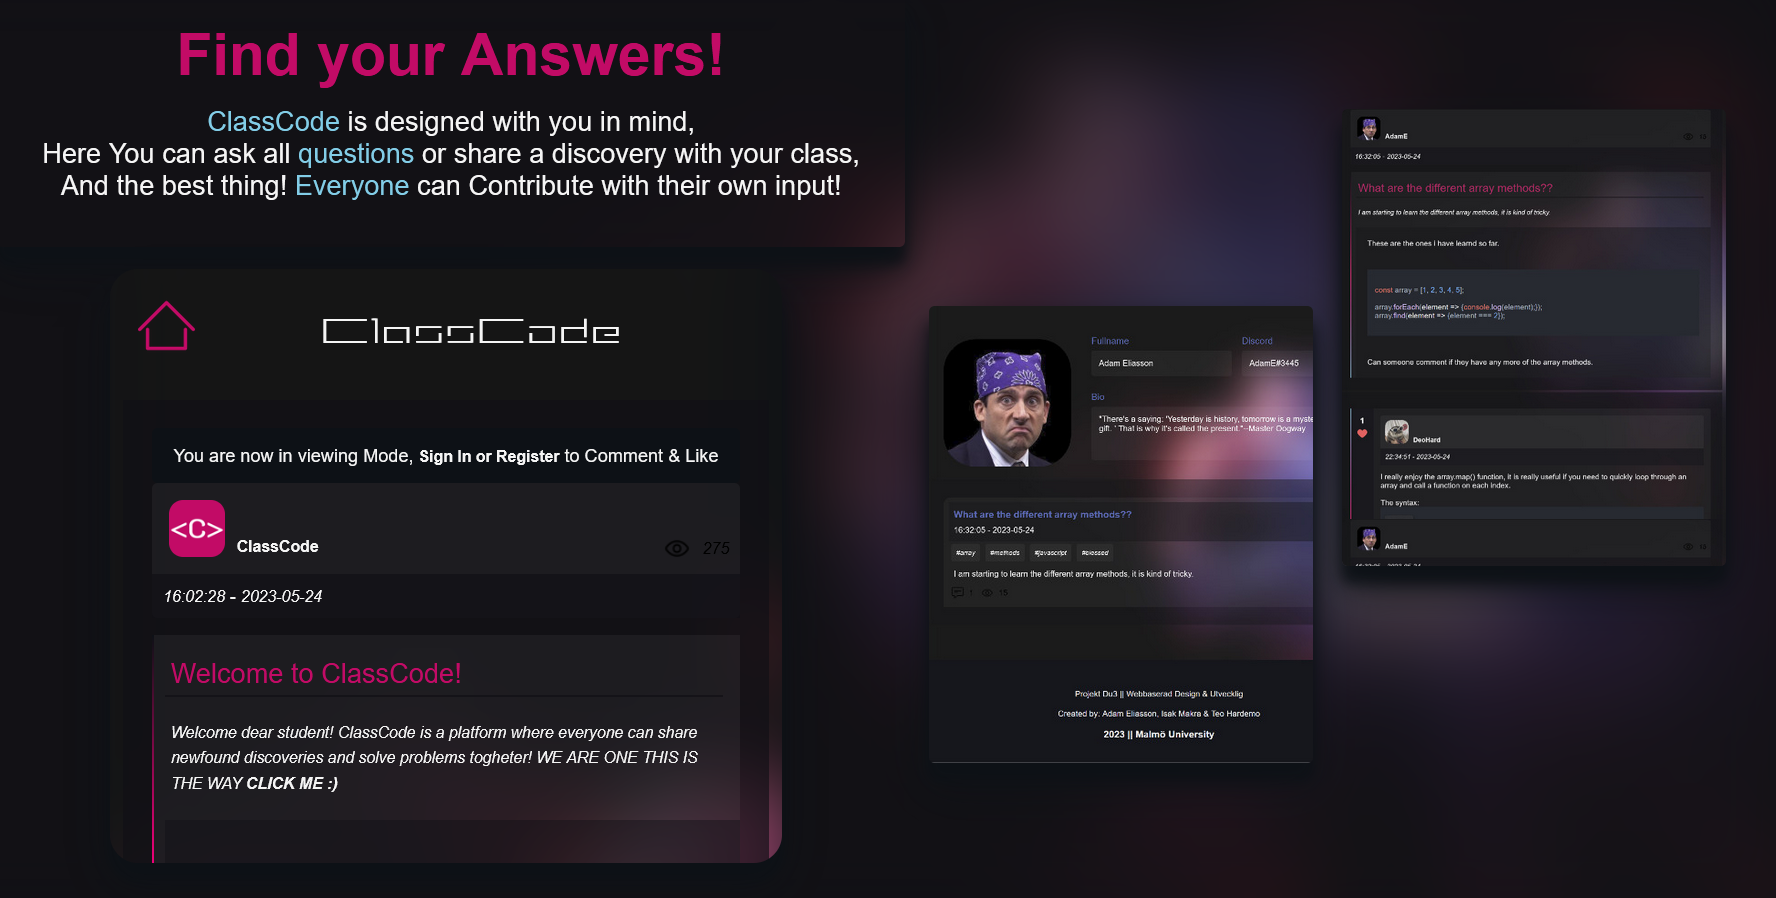 Find your Answers!
ClassCode is designed with you in mind,
Here You can ask all questions or share a discovery with your class,
And the best thing! Everyone can Contribute with their own input!
ClassCode
You are now in viewing Mode, Sign In or Register to Comment & Like
<C>
ClassCode
275
16:02:28 - 2023-05-24
Welcome to ClassCode!
Welcome dear student! ClassCode is a platform where everyone can share
newfound discoveries and solve problems togheter! WE ARE ONE THIS IS
THE WAY CLICK ME :)
Fullname
Discord
Adam Eliasson
AdamE#3445
Bio
"There's a saying: 'Yesterday is history, tomorrow is a myste
gift. ' That is why it's called the present."--Master Oogway
What are the different array methods??
16:32:05 - 2023-05-24
#array
#methods
#javascript
#blessed
I am starting to learn the different array methods, it is kind of tricky.
1
15
Projekt Du3 || Webbaserad Design & Utvecklig
Created by: Adam Eliasson, Isak Makra & Teo Hardemo
2023 || Malmö University
AdamE
16:32:05 - 2023-05-24
What are the different array methods??
I am starting to learn the different array methods, it is kind of tricky.
These are the ones I have learnd so far.
const array = [1, 2, 3, 4, 5];
array.forEach(element => {console.log(element);});
array.find(element => {element === 2});
Can someone comment if they have any more of the array methods.
1
DeoHard
22:34:51 - 2023-05-24
I really enjoy the array.map() function, it is really useful if you need to quickly loop through an
array and call a function on each index.
The syntax:
AdamE